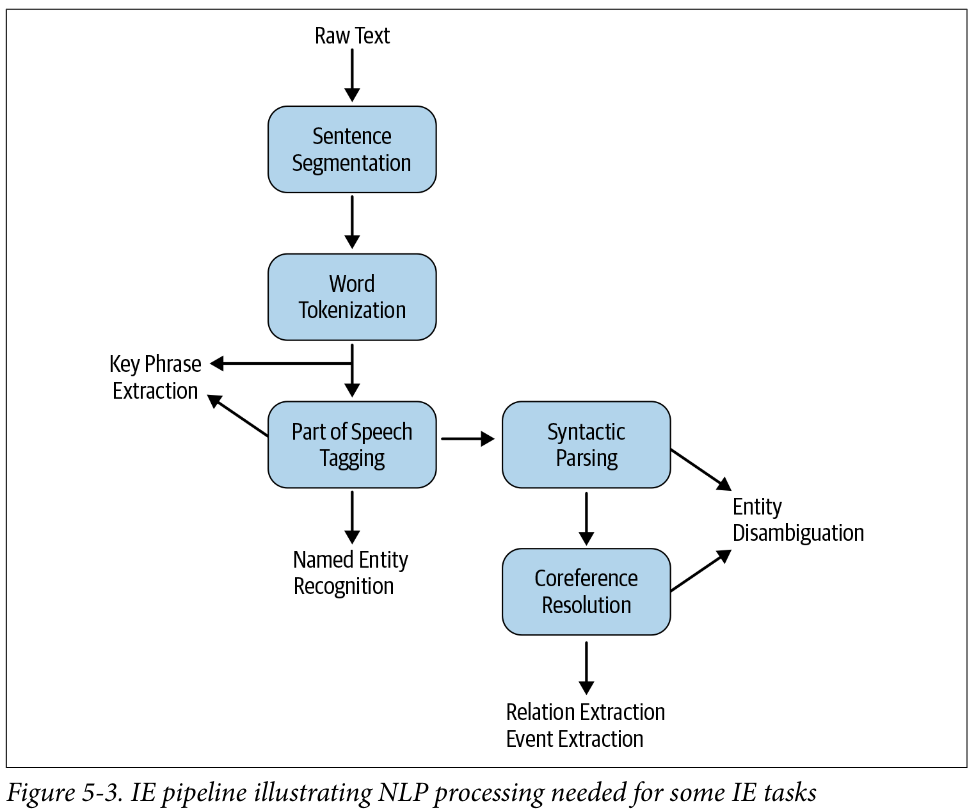 Raw Text
Sentence
Segmentation
Word
Tokenization
Key Phrase
Extraction
Part of Speech
Tagging
Syntactic
Parsing
Entity
Disambiguation
Named Entity
Recognition
Coreference
Resolution
Relation Extraction
Event Extraction
Figure 5-3. IE pipeline illustrating NLP processing needed for some IE tasks